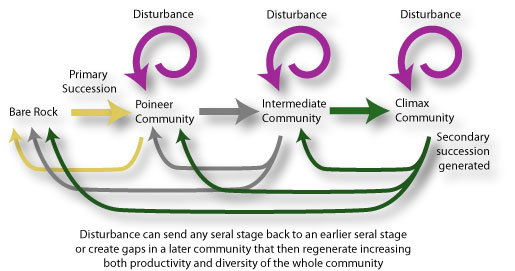 Disturbance
Disturbance
Disturbance
Primary
Succession
Bare Rock
Poineer
Community
Intermediate
Community
Climax
Community
Secondary
succession
generated
Disturbance can send any seral stage back to an earlier seral stage
or create gaps in a later community that then regenerate increasing
both productivity and diversity of the whole community